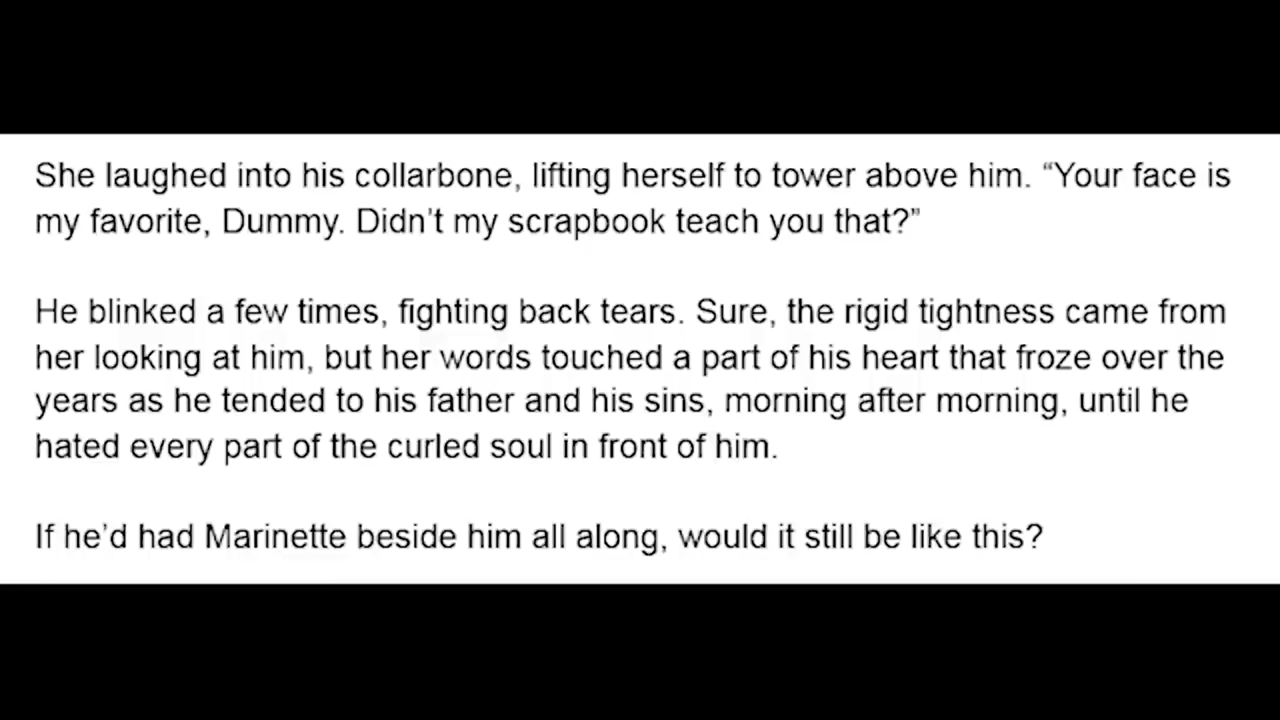 She laughed into his collarbone, lifting herself to tower above him. “Your face is
my favorite, Dummy. Didn’t my scrapbook teach you that?”
He blinked a few times, fighting back tears. Sure, the rigid tightness came from
her looking at him, but her words touched a part of his heart that froze over the
years as he tended to his father and his sins, morning after morning, until he
hated every part of the curled soul in front of him.
If he’d had Marinette beside him all along, would it still be like this?